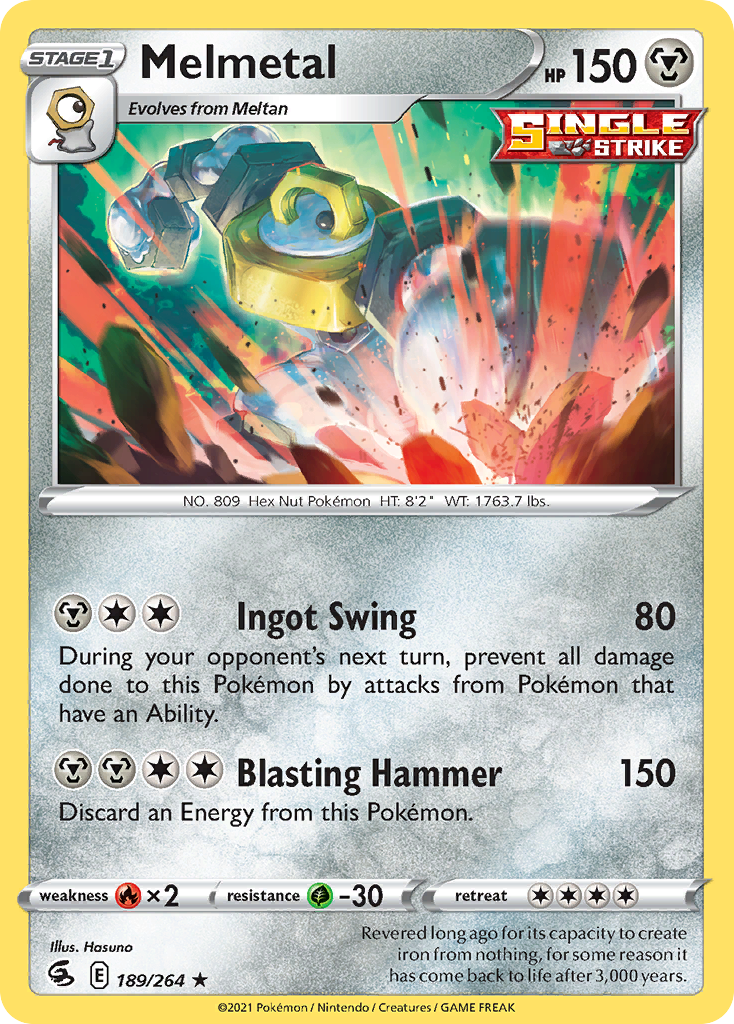 STAGE 1
Melmetal
HP 150
Evolves from Meltan
SINGLE
STRIKE
NO. 809 Hex Nut Pokémon HT: 8'2" WT: 1763.7 lbs.
Ingot Swing 80
During your opponent's next turn, prevent all damage
done to this Pokémon by attacks from Pokémon that
have an Ability.
Blasting Hammer 150
Discard an Energy from this Pokémon.
weakness ×2 resistance -30 retreat
Illus. Hasuno
Revered long ago for its capacity to create
iron from nothing, for some reason it
has come back to life after 3,000 years.
E 189/264 ★
©2021 Pokémon / Nintendo / Creatures / GAME FREAK